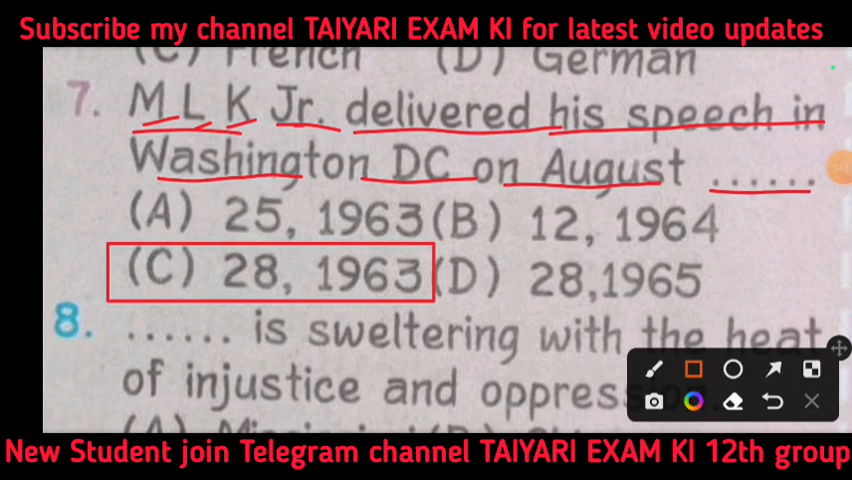 Subscribe my channel TAIYARI EXAM KI for latest video updates
(C) French (D) German
7. M L K Jr. delivered his speech in
Washington DC on August ......
(A) 25, 1963 (B) 12, 1964
(C) 28, 1963 (D) 28,1965
8. ...... is sweltering with the heat
of injustice and oppression.
New Student join Telegram channel TAIYARI EXAM KI 12th group